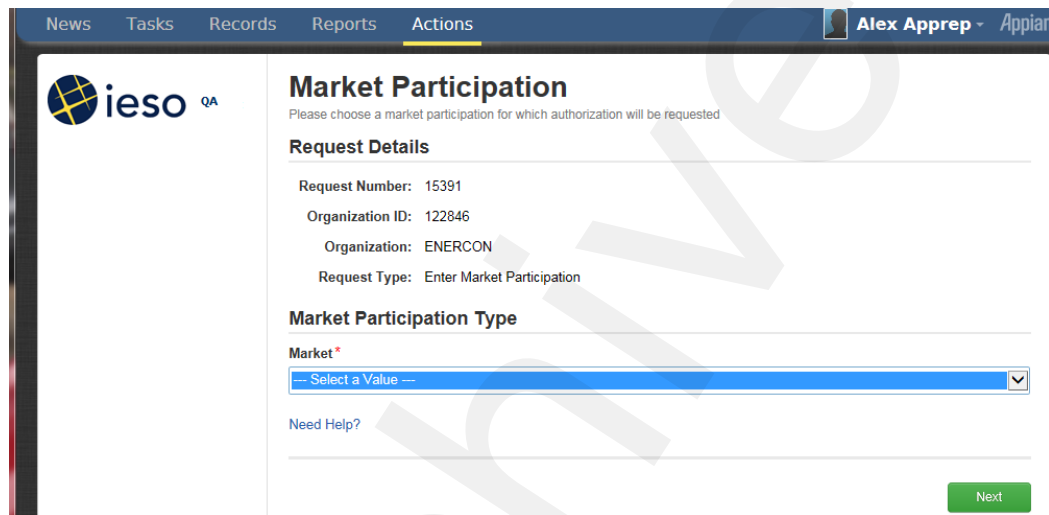 News Tasks Records Reports Actions Alex Apprep Appian
ieso QA
Market Participation
Please choose a market participation for which authorization will be requested
Request Details
Request Number: 15391
Organization ID: 122846
Organization: ENERCON
Request Type: Enter Market Participation
Market Participation Type
Market*
--- Select a Value ---
Need Help?
Next